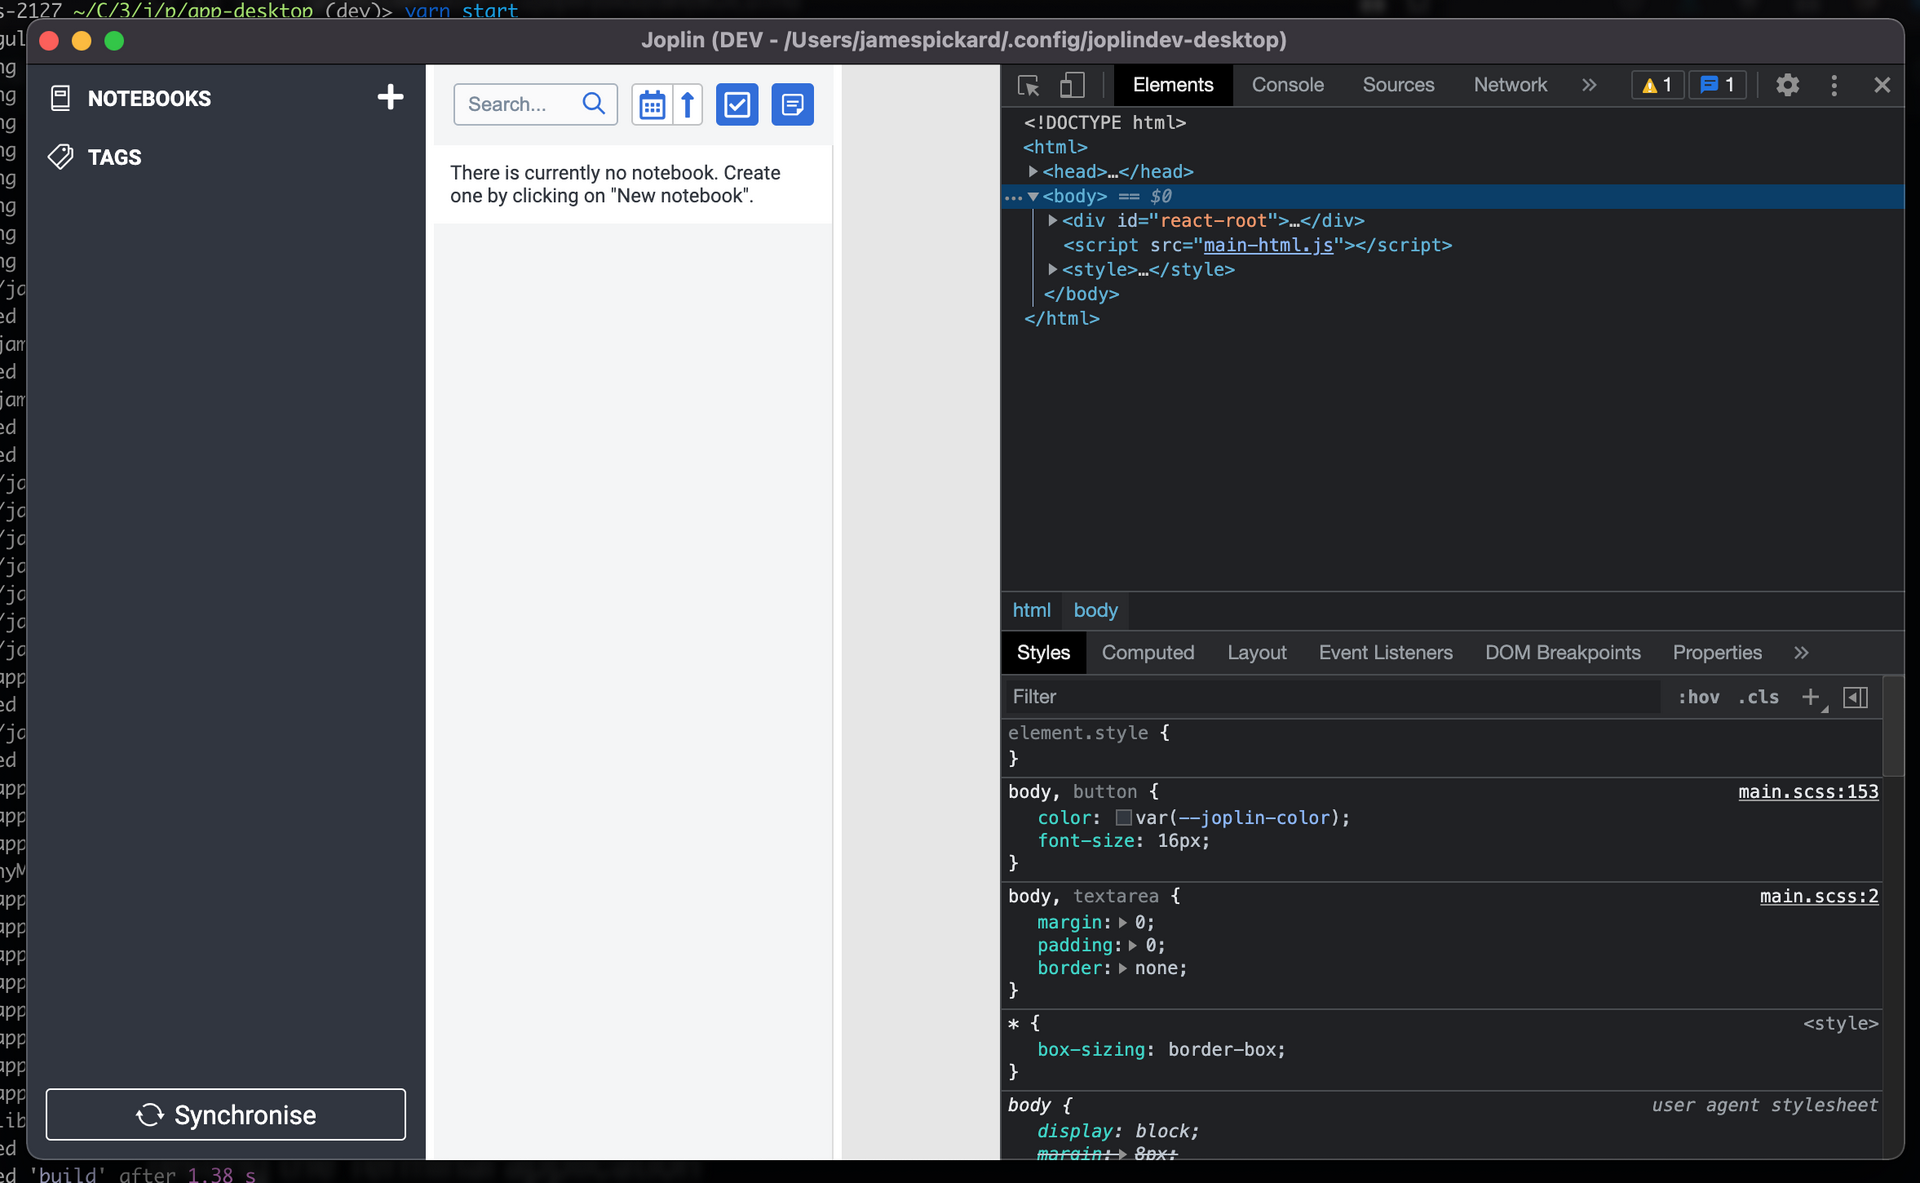 s-2127 ~/C/3/j/p/app-desktop (dev)> yarn start
Joplin (DEV - /Users/jamespickard/.config/joplindev-desktop)
NOTEBOOKS
TAGS
Synchronise
Search...
There is currently no notebook. Create
one by clicking on "New notebook".
Elements
Console
Sources
Network
1
1
<!DOCTYPE html>
<html>
<head>…</head>
<body> == $0
<div id="react-root">…</div>
<script src="main-html.js"></script>
<style>…</style>
</body>
</html>
html
body
Styles
Computed
Layout
Event Listeners
DOM Breakpoints
Properties
Filter
:hov
.cls
element.style {
}
body, button {
main.scss:153
color: var(--joplin-color);
font-size: 16px;
}
body, textarea {
main.scss:2
margin: 0;
padding: 0;
border: none;
}
* {
<style>
box-sizing: border-box;
}
body {
user agent stylesheet
display: block;
margin: 8px;
ed 'build' after 1.38 s